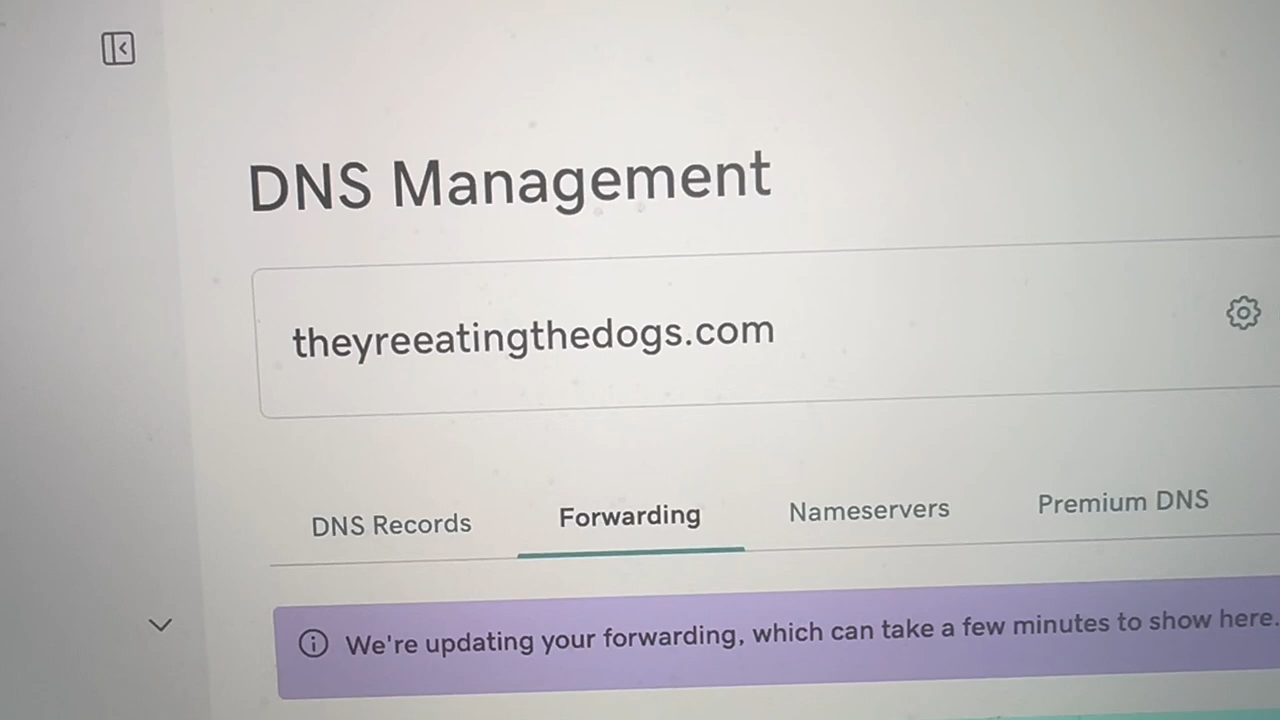 DNS Management
theyreeatingthedogs.com
DNS Records Forwarding Nameservers Premium DNS
We're updating your forwarding, which can take a few minutes to show here.